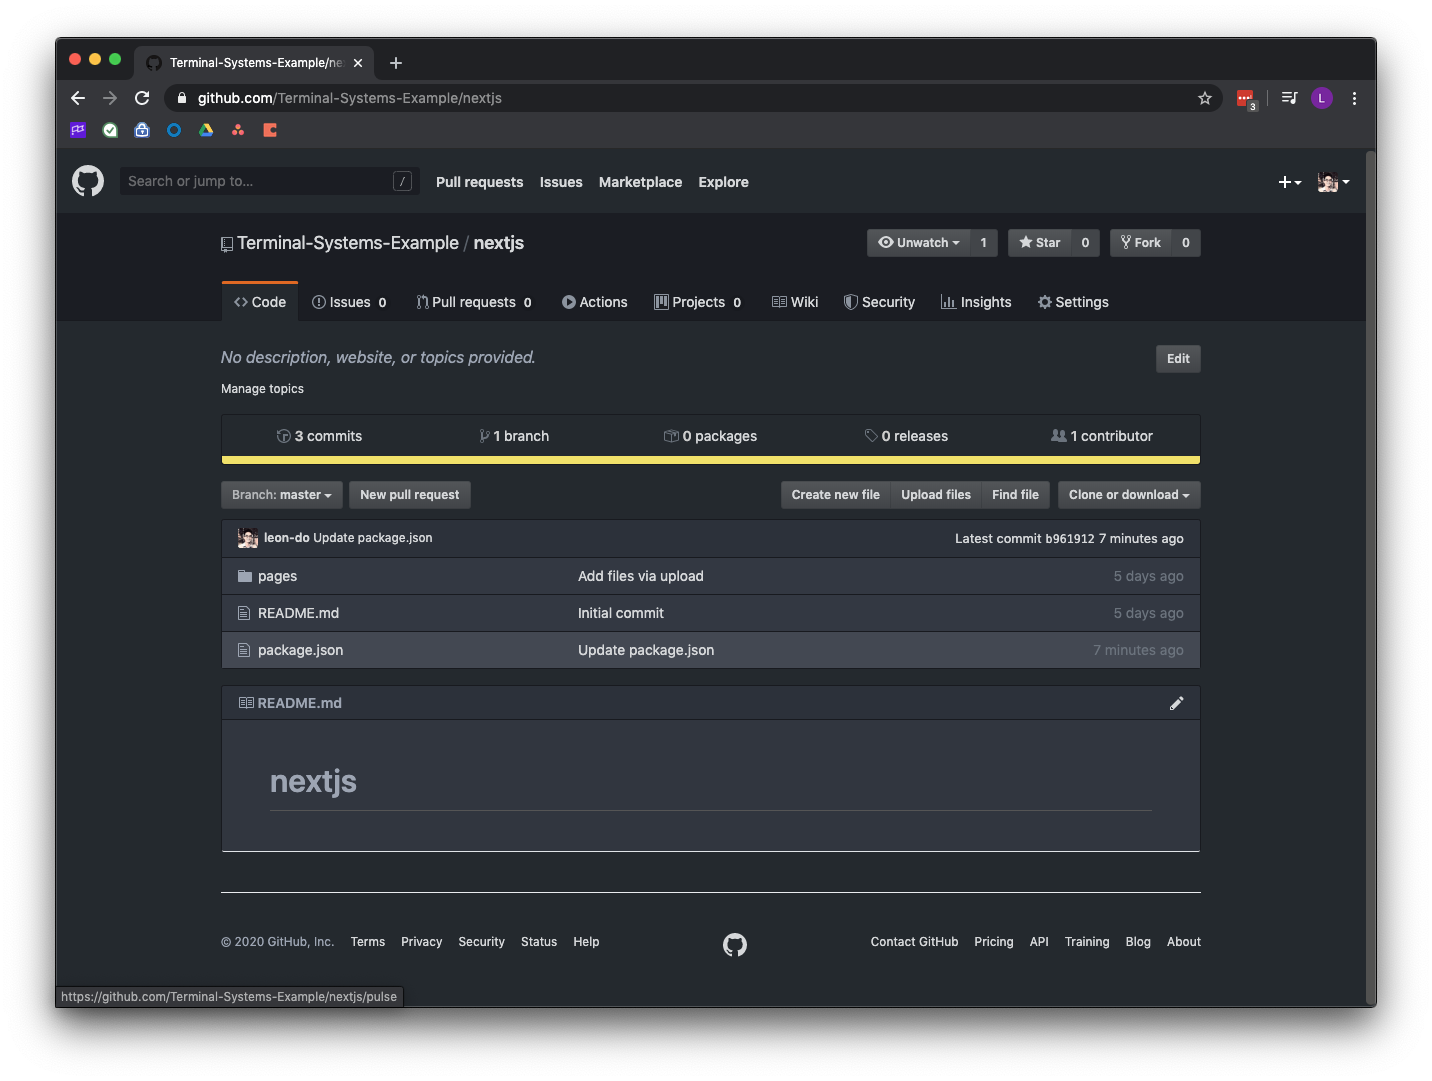 Terminal-Systems-Example/ne
github.com/Terminal-Systems-Example/nextjs
3
L
Search or jump to...
/
Pull requests
Issues
Marketplace
Explore
Terminal-Systems-Example / nextjs
Unwatch 1
Star 0
Fork 0
Code
Issues 0
Pull requests 0
Actions
Projects 0
Wiki
Security
Insights
Settings
No description, website, or topics provided.
Edit
Manage topics
3 commits
1 branch
0 packages
0 releases
1 contributor
Branch: master
New pull request
Create new file
Upload files
Find file
Clone or download
leon-do Update package.json
Latest commit b961912 7 minutes ago
pages
Add files via upload
5 days ago
README.md
Initial commit
5 days ago
package.json
Update package.json
7 minutes ago
README.md
nextjs
© 2020 GitHub, Inc.
Terms
Privacy
Security
Status
Help
Contact GitHub
Pricing
API
Training
Blog
About
https://github.com/Terminal-Systems-Example/nextjs/pulse